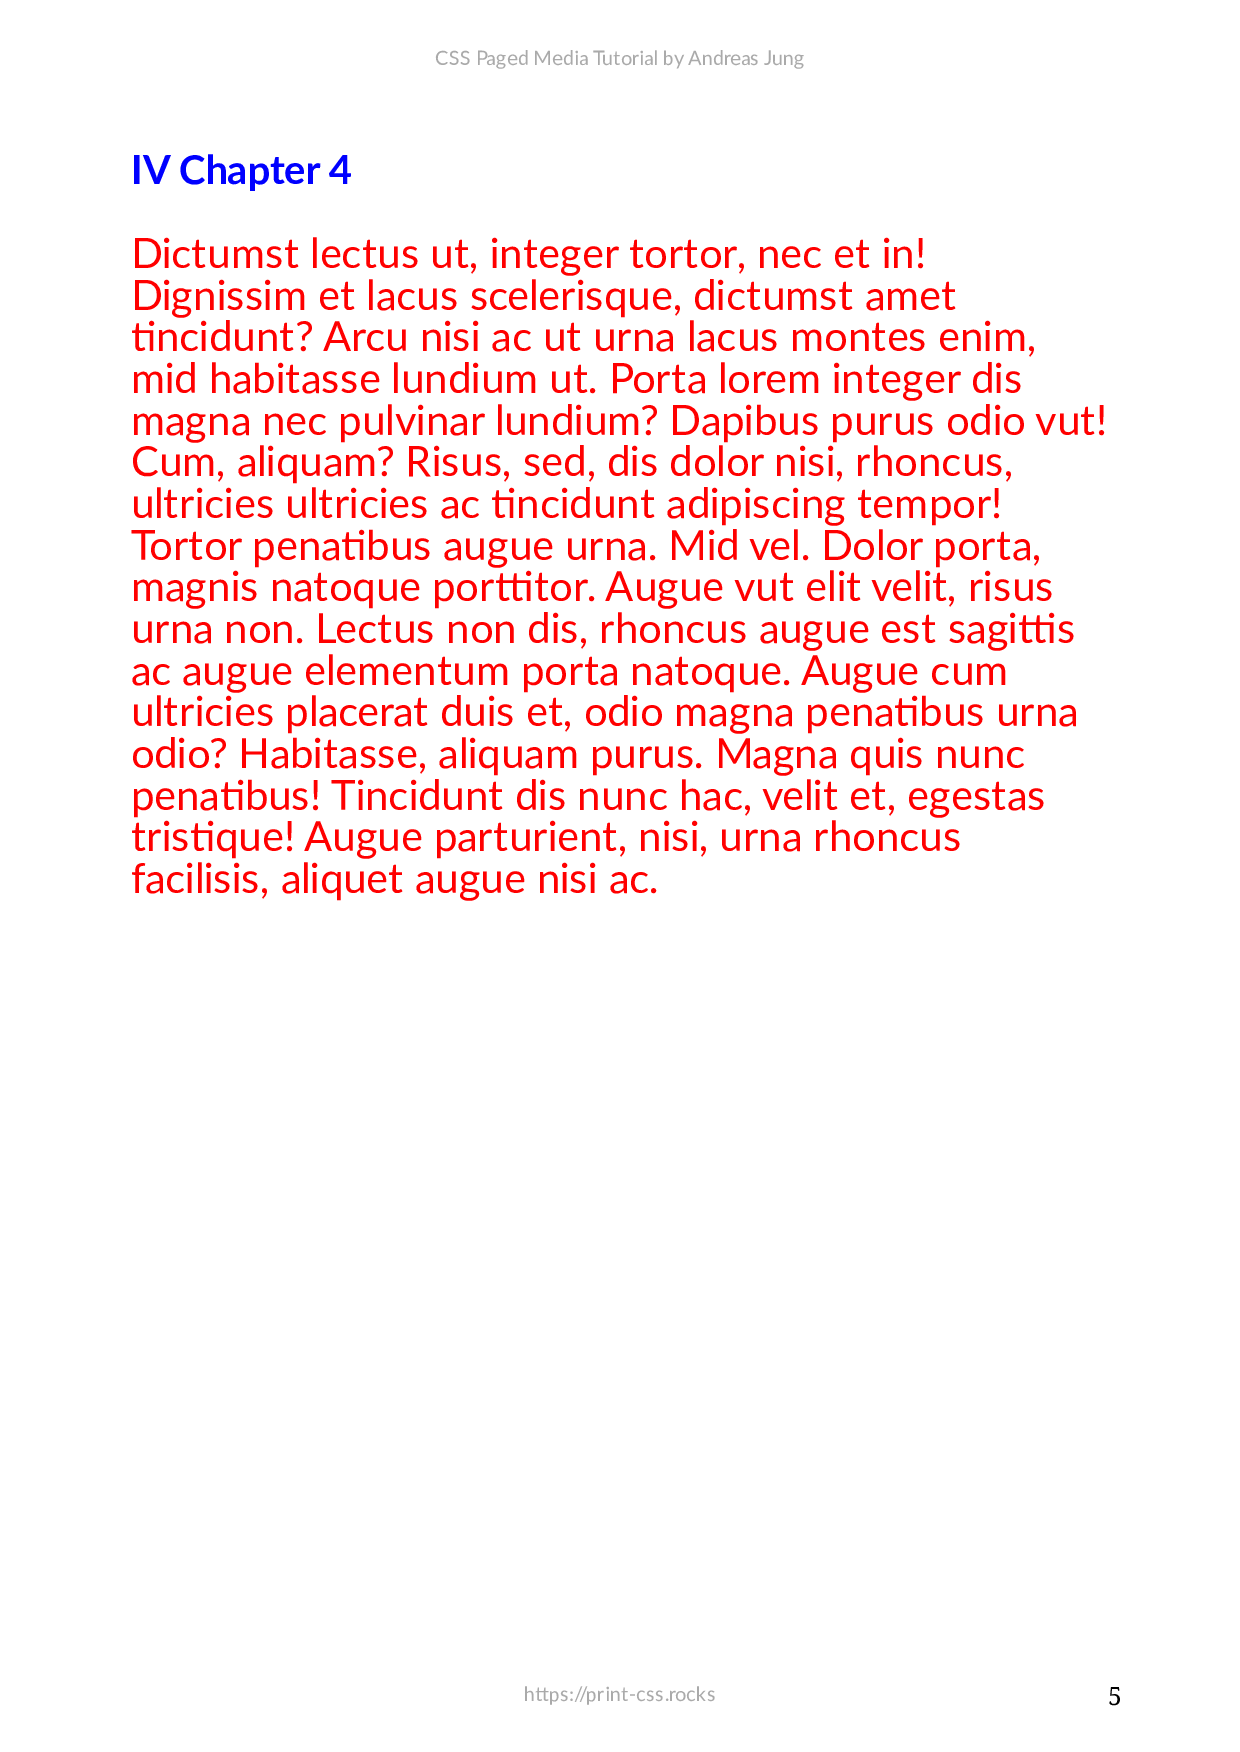 CSS Paged Media Tutorial by Andreas Jung
IV Chapter 4
Dictumst lectus ut, integer tortor, nec et in!
Dignissim et lacus scelerisque, dictumst amet
tincidunt? Arcu nisi ac ut urna lacus montes enim,
mid habitasse lundium ut. Porta lorem integer dis
magna nec pulvinar lundium? Dapibus purus odio vut!
Cum, aliquam? Risus, sed, dis dolor nisi, rhoncus,
ultricies ultricies ac tincidunt adipiscing tempor!
Tortor penatibus augue urna. Mid vel. Dolor porta,
magnis natoque porttitor. Augue vut elit velit, risus
urna non. Lectus non dis, rhoncus augue est sagittis
ac augue elementum porta natoque. Augue cum
ultricies placerat duis et, odio magna penatibus urna
odio? Habitasse, aliquam purus. Magna quis nunc
penatibus! Tincidunt dis nunc hac, velit et, egestas
tristique! Augue parturient, nisi, urna rhoncus
facilisis, aliquet augue nisi ac.
https://print-css.rocks
5